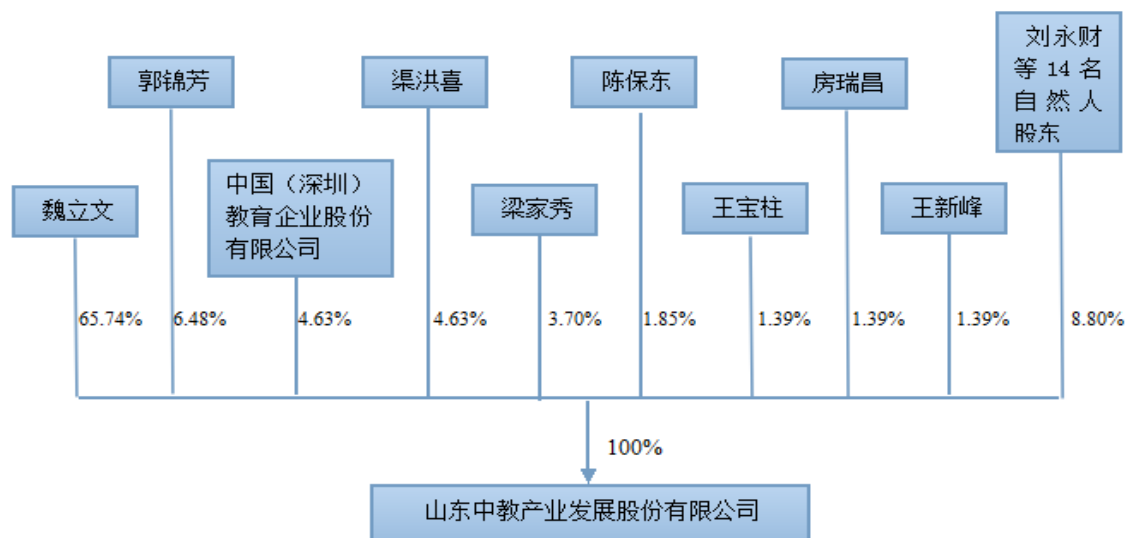 郭锦芳
渠洪喜
陈保东
房瑞昌
刘永财
等 14 名
自 然 人
股东
魏立文
中国（深圳）
教育企业股份
有限公司
梁家秀
王宝柱
王新峰
65.74%
6.48%
4.63%
4.63%
3.70%
1.85%
1.39%
1.39%
1.39%
8.80%
100%
山东中教产业发展股份有限公司